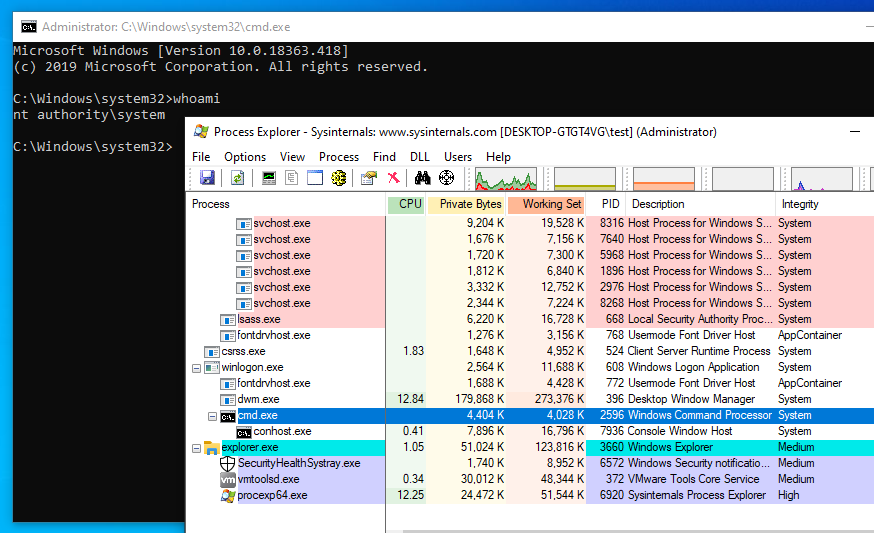 Administrator: C:\Windows\system32\cmd.exe
Microsoft Windows [Version 10.0.18363.418]
(c) 2019 Microsoft Corporation. All rights reserved.
C:\Windows\system32>whoami
nt authority\system
C:\Windows\system32>
Process Explorer - Sysinternals: www.sysinternals.com [DESKTOP-GTGT4VG\test] (Administrator)
File Options View Process Find DLL Users Help
Process CPU Private Bytes Working Set PID Description Integrity
svchost.exe 9,204 K 19,528 K 8316 Host Process for Windows S... System
svchost.exe 1,676 K 7,156 K 7640 Host Process for Windows S... System
svchost.exe 1,720 K 7,300 K 5968 Host Process for Windows S... System
svchost.exe 1,812 K 6,840 K 1896 Host Process for Windows S... System
svchost.exe 3,332 K 12,752 K 2976 Host Process for Windows S... System
svchost.exe 2,344 K 7,224 K 8268 Host Process for Windows S... System
lsass.exe 6,220 K 16,728 K 668 Local Security Authority Proc... System
fontdrvhost.exe 1,276 K 3,156 K 768 Usermode Font Driver Host AppContainer
csrss.exe 1.83 1,648 K 4,952 K 524 Client Server Runtime Process System
winlogon.exe 2,564 K 11,688 K 608 Windows Logon Application System
fontdrvhost.exe 1,688 K 4,428 K 772 Usermode Font Driver Host AppContainer
dwm.exe 12.84 179,868 K 273,376 K 396 Desktop Window Manager System
cmd.exe 4,404 K 4,028 K 2596 Windows Command Processor System
conhost.exe 0.41 7,896 K 16,796 K 7936 Console Window Host System
explorer.exe 1.05 51,024 K 123,816 K 3660 Windows Explorer Medium
SecurityHealthSystray.exe 1,740 K 8,952 K 6572 Windows Security notificatio... Medium
vm vmtoolsd.exe 0.34 30,012 K 48,344 K 372 VMware Tools Core Service Medium
procexp64.exe 12.25 24,472 K 51,544 K 6920 Sysinternals Process Explorer High